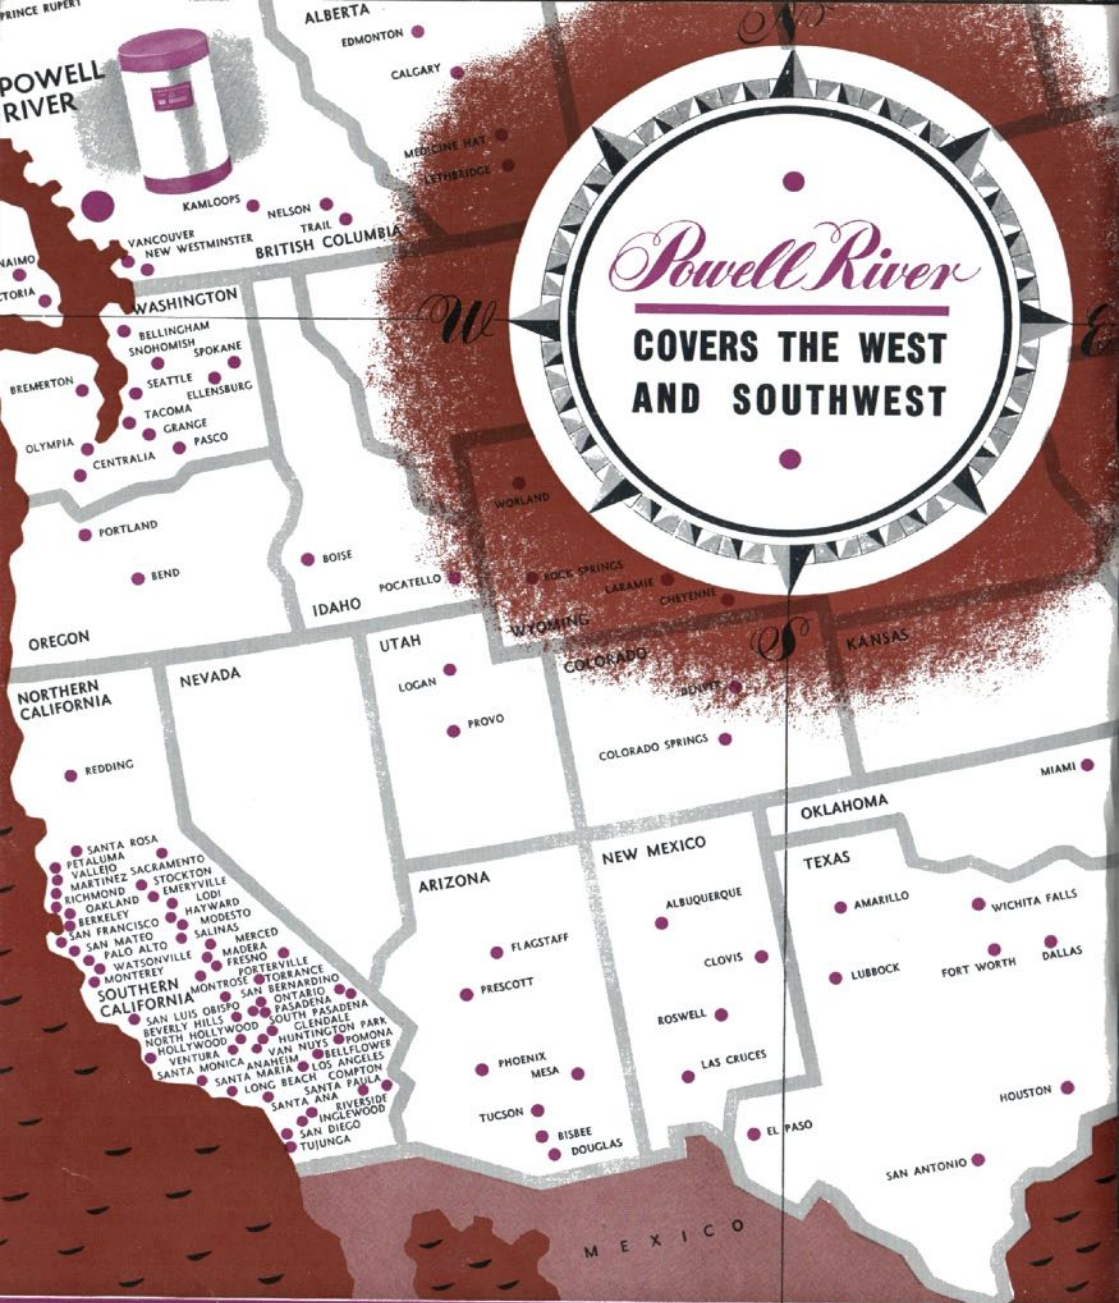 PRINCE RUPERT
ALBERTA
EDMONTON
CALGARY
POWELL
RIVER
MEDICINE HAT
LETHBRIDGE
KAMLOOPS
NELSON
TRAIL
VANCOUVER
NEW WESTMINSTER
BRITISH COLUMBIA
NAIMO
TORIA
N
W
E
S
Powell River
COVERS THE WEST
AND SOUTHWEST
WASHINGTON
BELLINGHAM
SNOHOMISH
SPOKANE
BREMERTON
SEATTLE
ELLENSBURG
TACOMA
GRANGE
OLYMPIA
PASCO
CENTRALIA
PORTLAND
BEND
OREGON
BOISE
POCATELLO
IDAHO
WORLAND
ROCK SPRINGS
LARAMIE
CHEYENNE
WYOMING
UTAH
LOGAN
PROVO
COLORADO
DENVER
COLORADO SPRINGS
KANSAS
NORTHERN
CALIFORNIA
NEVADA
REDDING
MIAMI
OKLAHOMA
SANTA ROSA
PETALUMA
VALLEJO
SACRAMENTO
MARTINEZ
STOCKTON
RICHMOND
EMERYVILLE
OAKLAND
LODI
BERKELEY
HAYWARD
SAN FRANCISCO
MODESTO
SAN MATEO
SALINAS
PALO ALTO
MERCED
WATSONVILLE
MADERA
MONTEREY
FRESNO
PORTERVILLE
SOUTHERN
CALIFORNIA
MONTROSE
TORRANCE
SAN BERNARDINO
SAN LUIS OBISPO
ONTARIO
BEVERLY HILLS
PASADENA
NORTH HOLLYWOOD
SOUTH PASADENA
HOLLYWOOD
GLENDALE
VENTURA
HUNTINGTON PARK
SANTA MONICA
VAN NUYS
POMONA
ANAHEIM
BELLFLOWER
SANTA MARIA
LOS ANGELES
LONG BEACH
COMPTON
SANTA ANA
SANTA PAULA
RIVERSIDE
INGLEWOOD
SAN DIEGO
TUJUNGA
ARIZONA
FLAGSTAFF
PRESCOTT
PHOENIX
MESA
TUCSON
BISBEE
DOUGLAS
NEW MEXICO
ALBUQUERQUE
CLOVIS
ROSWELL
LAS CRUCES
TEXAS
AMARILLO
WICHITA FALLS
LUBBOCK
FORT WORTH
DALLAS
EL PASO
HOUSTON
SAN ANTONIO
MEXICO